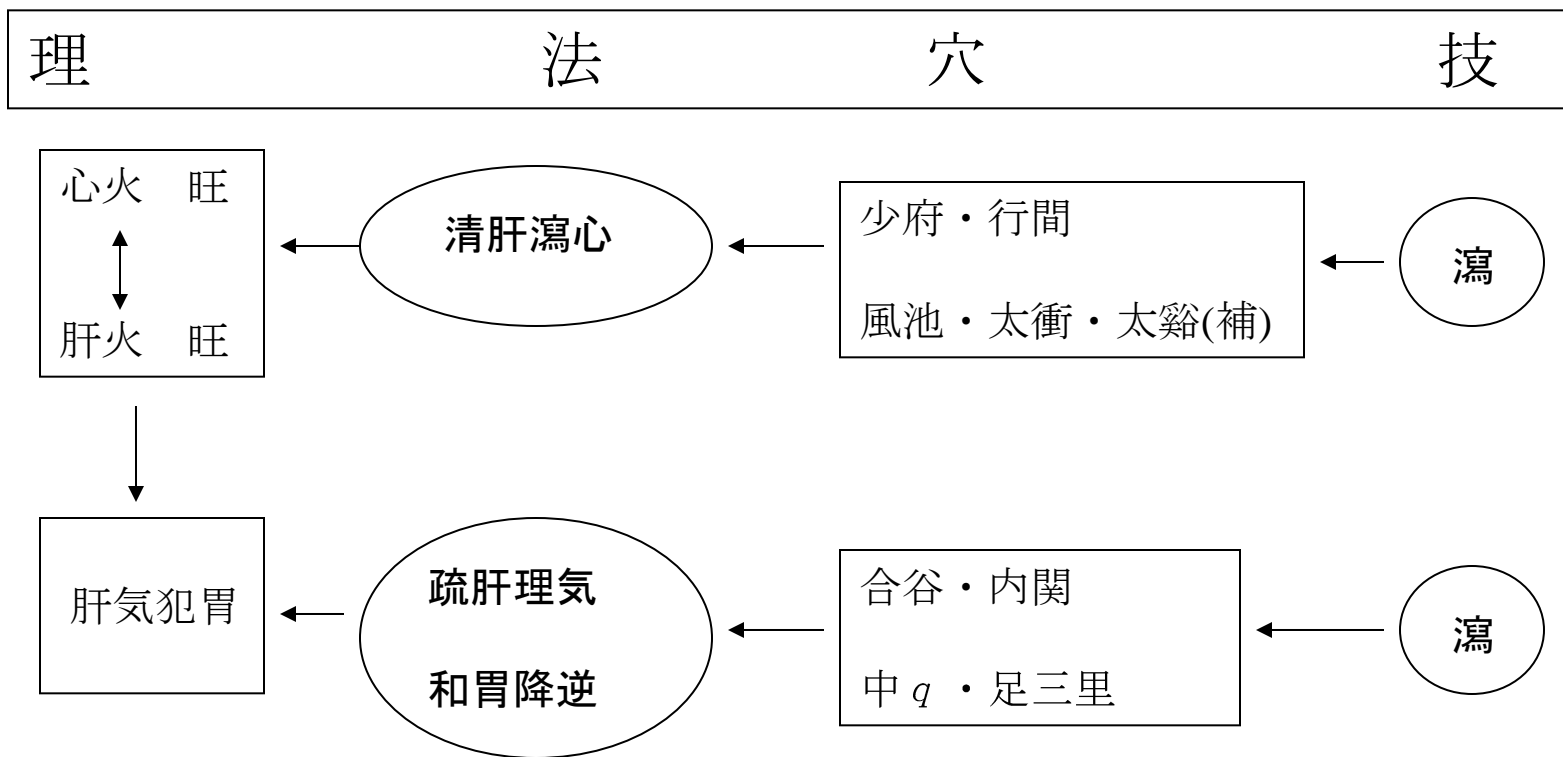 理 法 穴 技
心火 旺
肝火 旺
清肝瀉心
少府・行間
風池・太衝・太谿(補)
瀉
肝気犯胃
疏肝理気
和胃降逆
合谷・内関
中q・足三里
瀉